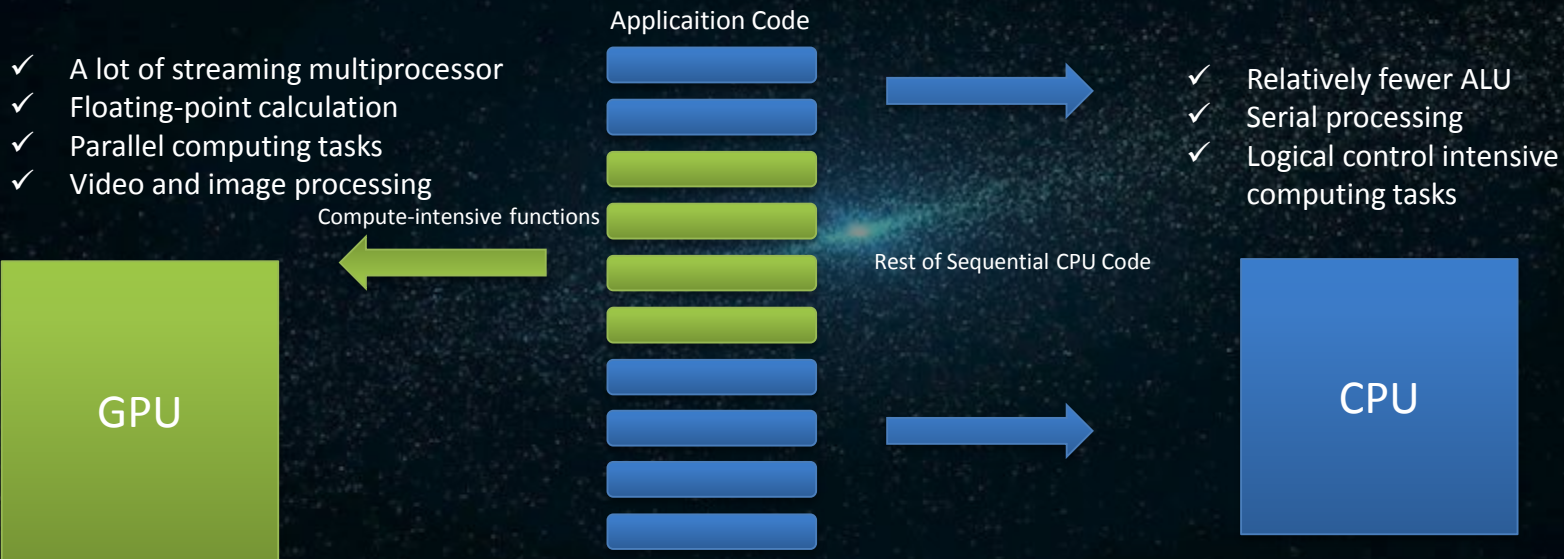 Applicaition Code
✓ A lot of streaming multiprocessor
✓ Floating-point calculation
✓ Parallel computing tasks
✓ Video and image processing
Compute-intensive functions
GPU
✓ Relatively fewer ALU
✓ Serial processing
✓ Logical control intensive
computing tasks
Rest of Sequential CPU Code
CPU